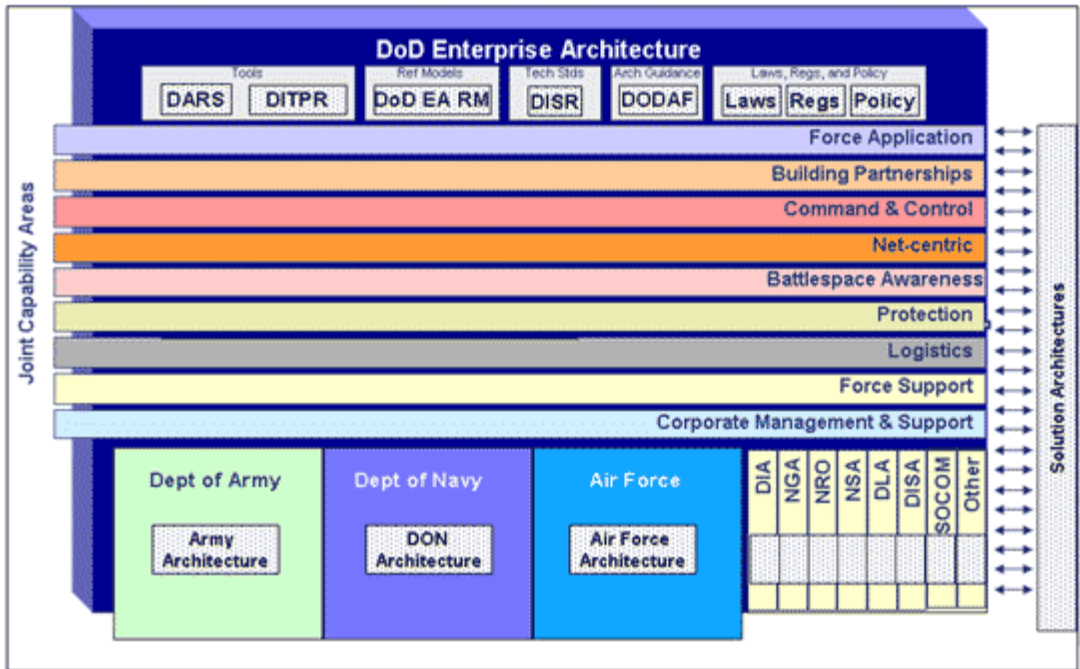 DoD Enterprise Architecture
Tools
DARS
DITPR
Ref Models
DoD EA RM
Tech Stds
DISR
Arch Guidance
DODAF
Laws, Regs, and Policy
Laws
Regs
Policy
Joint Capability Areas
Force Application
Building Partnerships
Command & Control
Net-centric
Battlespace Awareness
Protection
Logistics
Force Support
Corporate Management & Support
Solution Architectures
Dept of Army
Army
Architecture
Dept of Navy
DON
Architecture
Air Force
Air Force
Architecture
DIA
NGA
NRO
NSA
DLA
DISA
SOCOM
Other